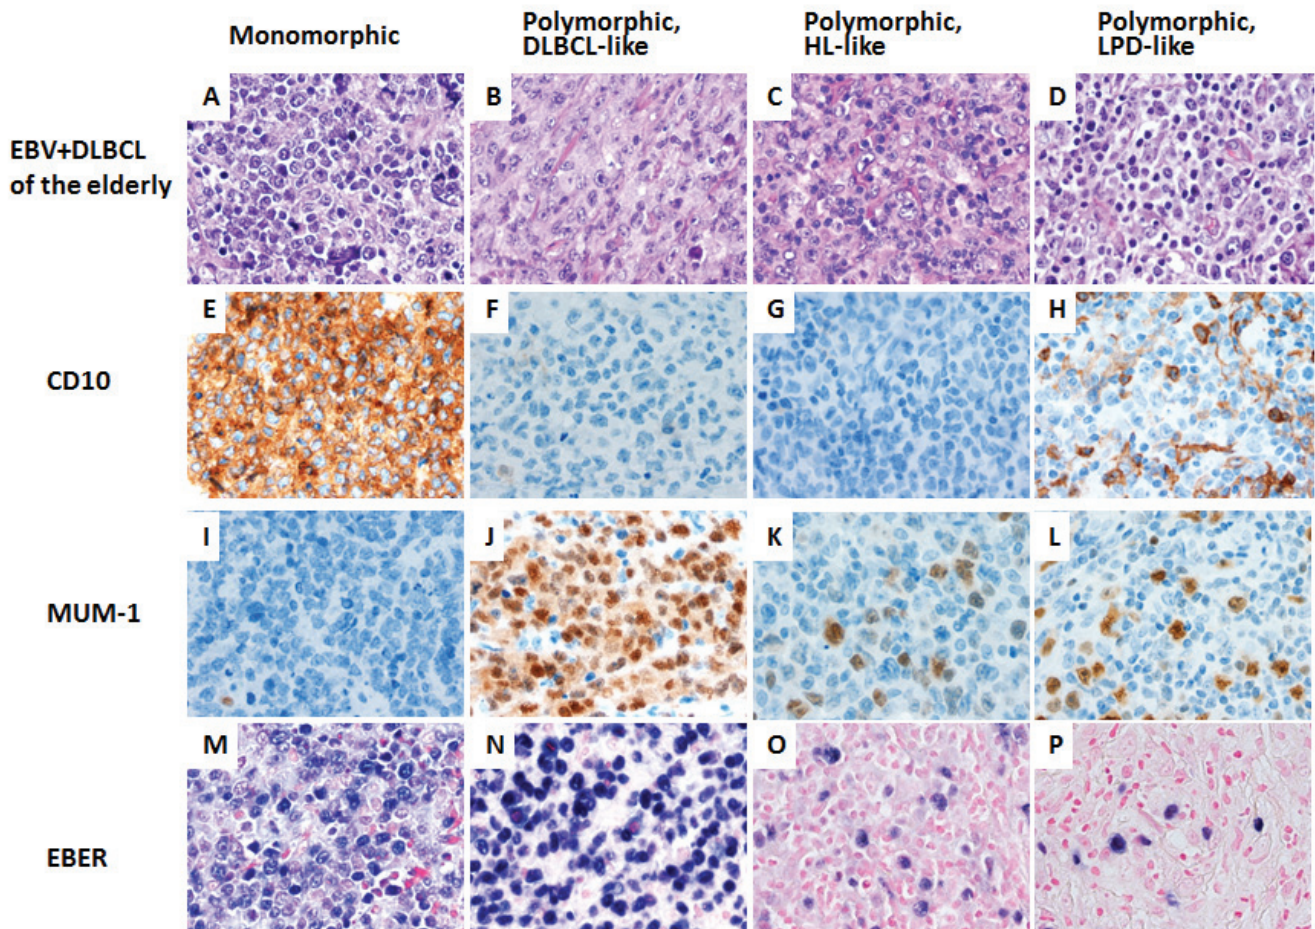 Monomorphic
Polymorphic,
DLBCL-like
Polymorphic,
HL-like
Polymorphic,
LPD-like
EBV+DLBCL
of the elderly
A
B
C
D
CD10
E
F
G
H
MUM-1
I
J
K
L
EBER
M
N
O
P